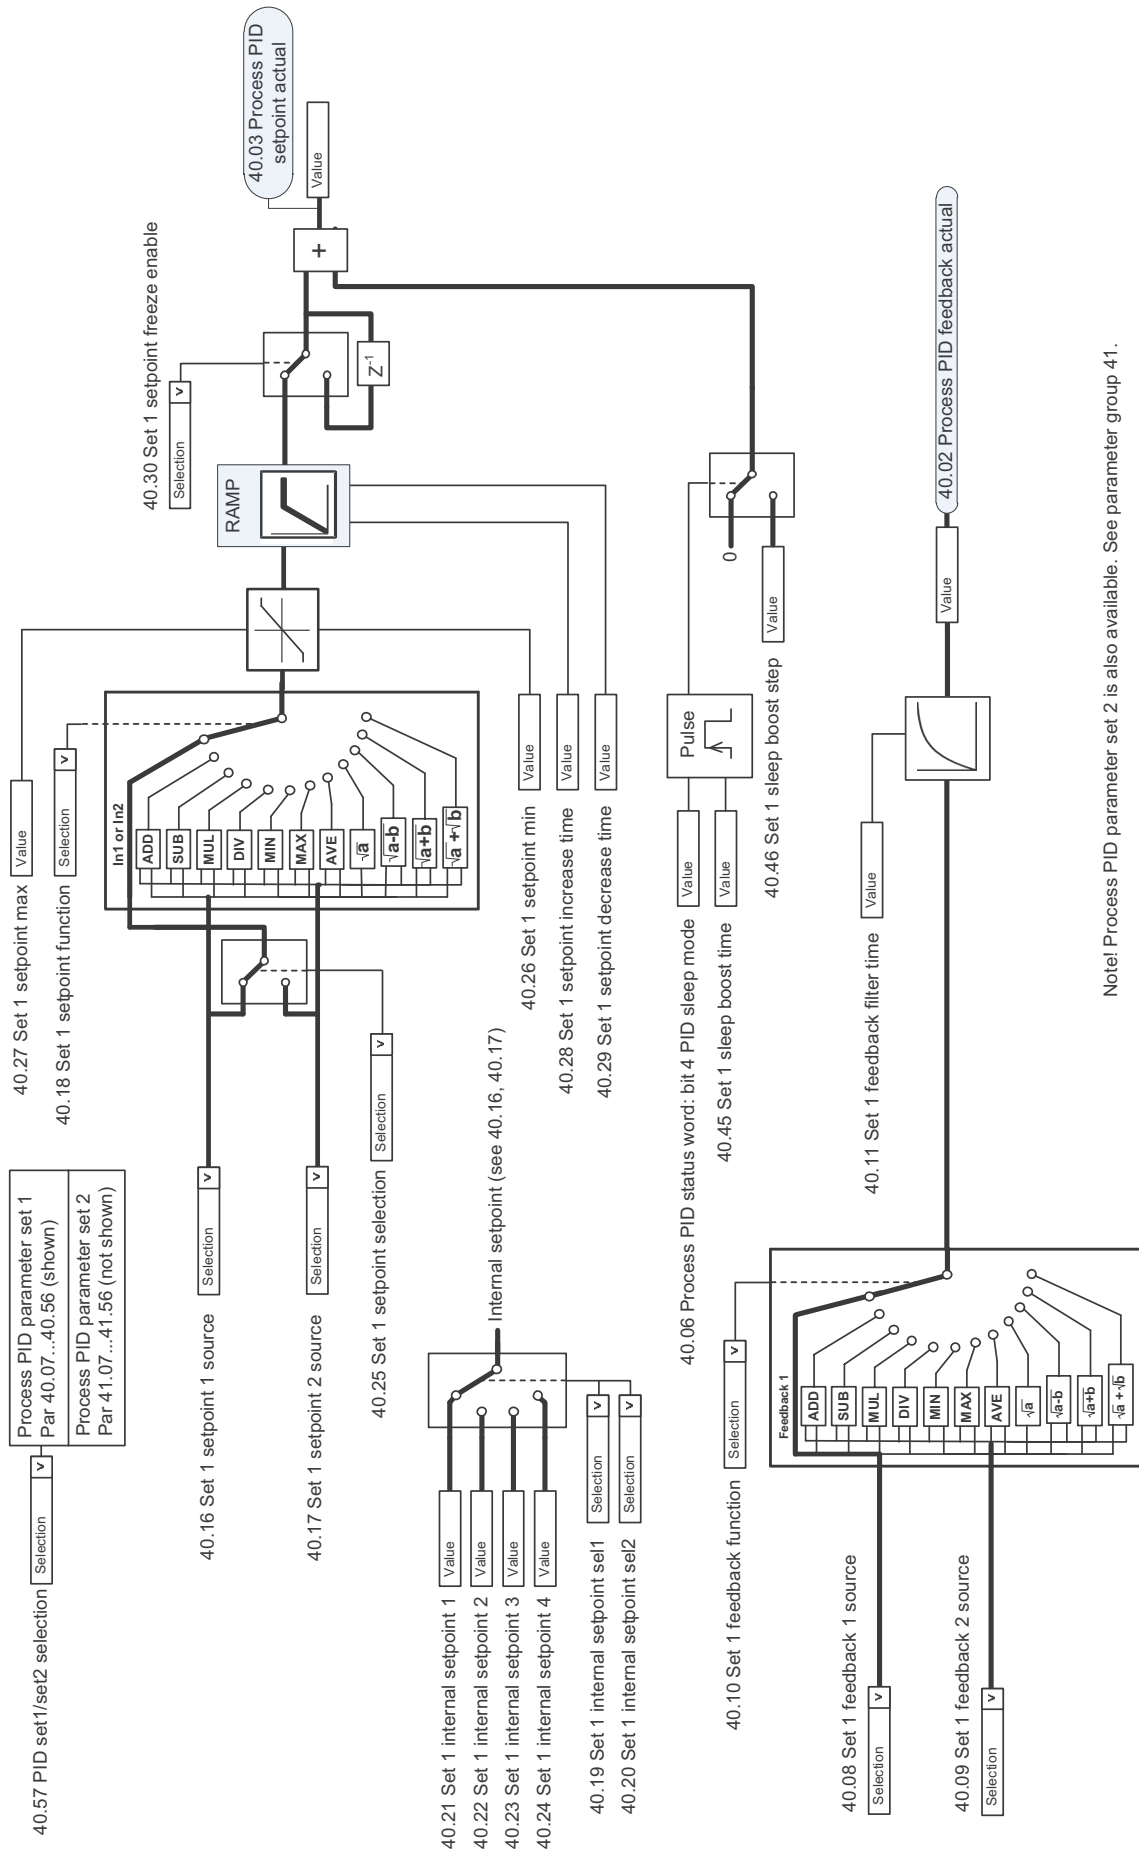 40.57 PID set1/set2 selection
Selection
v
Process PID parameter set 1
Par 40.07...40.56 (shown)
Process PID parameter set 2
Par 41.07...41.56 (not shown)
40.27 Set 1 setpoint max
Value
40.18 Set 1 setpoint function
Selection
v
40.16 Set 1 setpoint 1 source
Selection
v
40.17 Set 1 setpoint 2 source
Selection
v
40.25 Set 1 setpoint selection
Selection
v
In1 or In2
ADD
SUB
MUL
DIV
MIN
MAX
AVE
√a
√a-b
√a+b
√a + √b
RAMP
40.30 Set 1 setpoint freeze enable
Selection
v
Z-1
+
40.03 Process PID
setpoint actual
Value
40.21 Set 1 internal setpoint 1
Value
40.22 Set 1 internal setpoint 2
Value
40.23 Set 1 internal setpoint 3
Value
40.24 Set 1 internal setpoint 4
Value
Internal setpoint (see 40.16, 40.17)
40.19 Set 1 internal setpoint sel1
Selection
v
40.20 Set 1 internal setpoint sel2
Selection
v
40.26 Set 1 setpoint min
Value
40.28 Set 1 setpoint increase time
Value
40.29 Set 1 setpoint decrease time
Value
40.06 Process PID status word: bit 4 PID sleep mode
Value
40.45 Set 1 sleep boost time
Value
Pulse
0
40.46 Set 1 sleep boost step
Value
40.10 Set 1 feedback function
Selection
v
40.08 Set 1 feedback 1 source
Selection
v
40.09 Set 1 feedback 2 source
Selection
v
Feedback 1
ADD
SUB
MUL
DIV
MIN
MAX
AVE
√a
√a-b
√a+b
√a + √b
40.11 Set 1 feedback filter time
Value
Value
40.02 Process PID feedback actual
Note! Process PID parameter set 2 is also available. See parameter group 41.